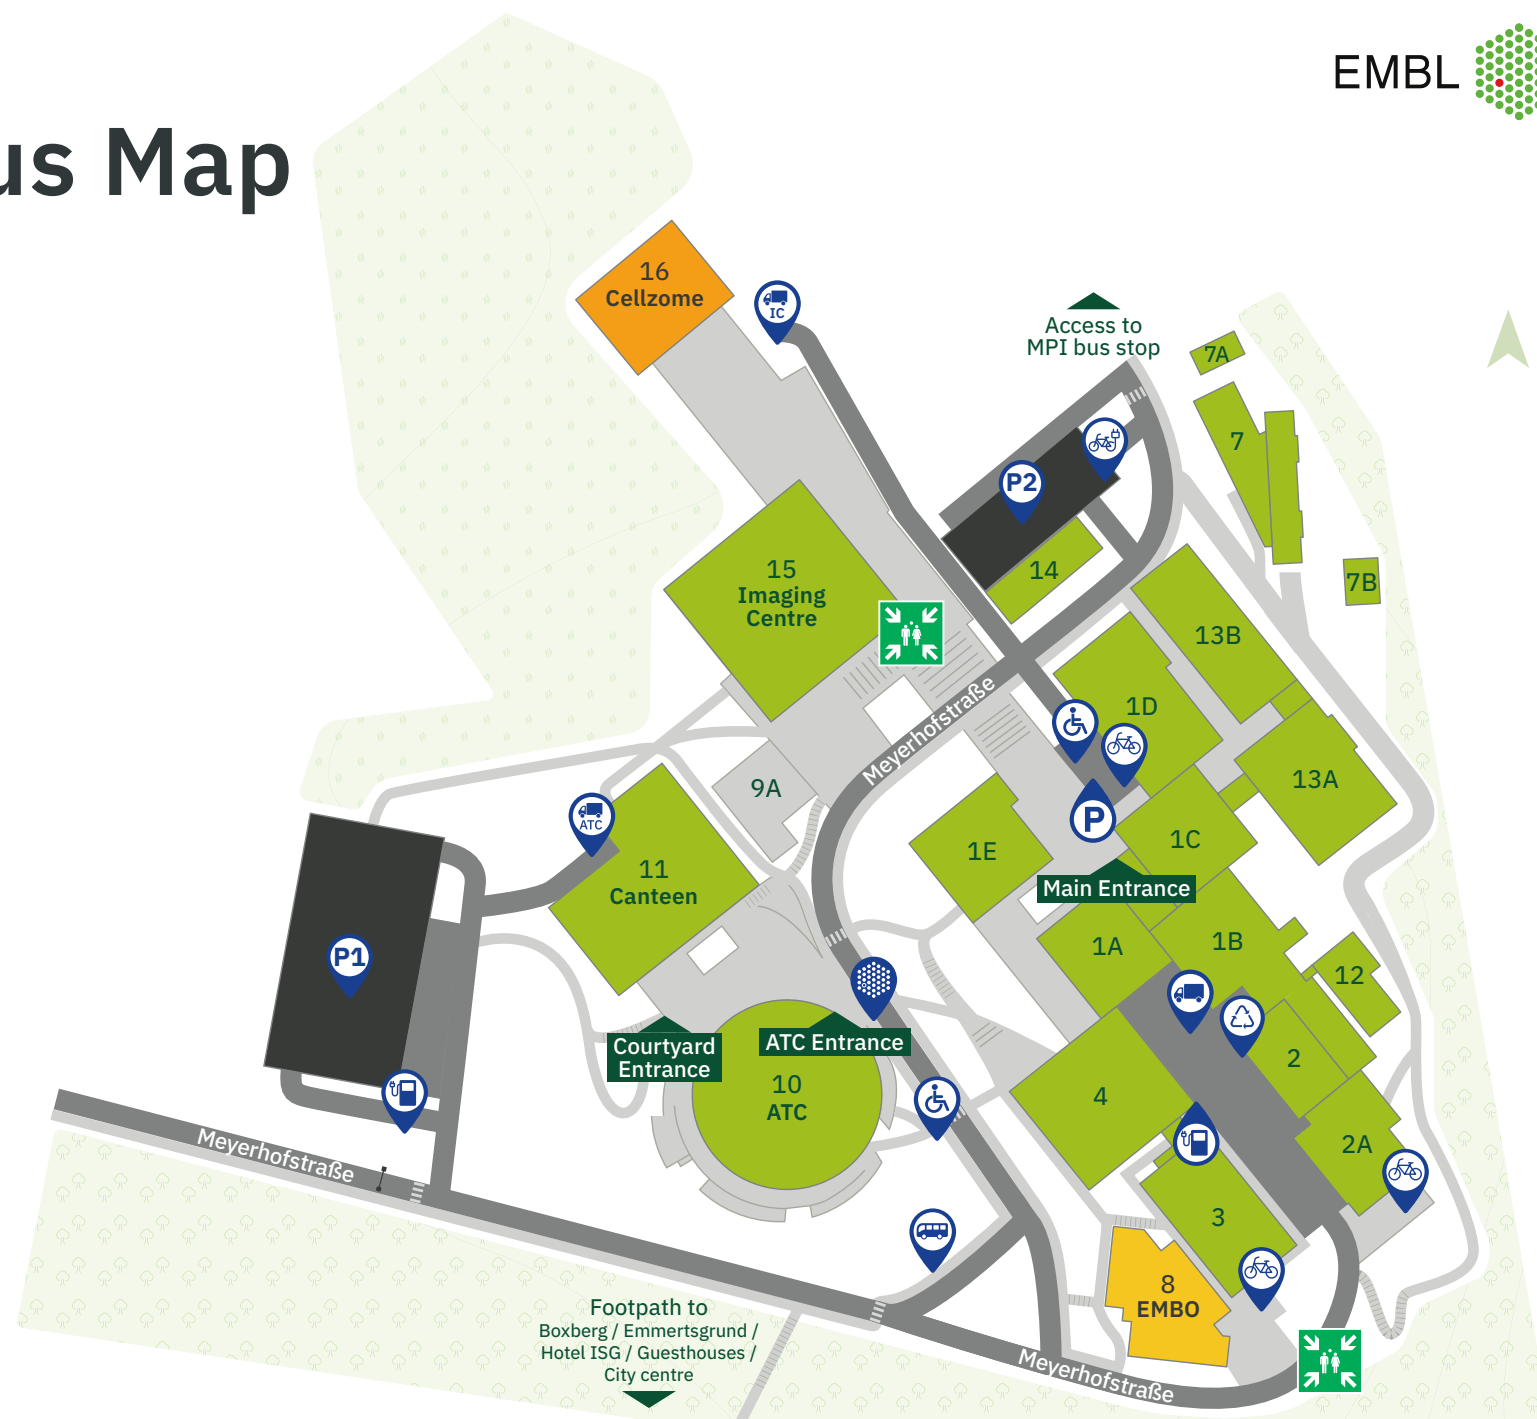 EMBL
us Map
16
Cellzome
IC
Access to
MPI bus stop
7A
7
P2
14
15
Imaging
Centre
7B
13B
1D
Meyerhofstraße
9A
13A
ATC
P
1E
1C
11
Canteen
Main Entrance
1A
1B
P1
12
ATC Entrance
Courtyard
Entrance
10
ATC
2
4
2A
Meyerhofstraße
3
8
EMBO
Footpath to
Boxberg / Emmertsgrund /
Hotel ISG / Guesthouses /
City centre
Meyerhofstraße